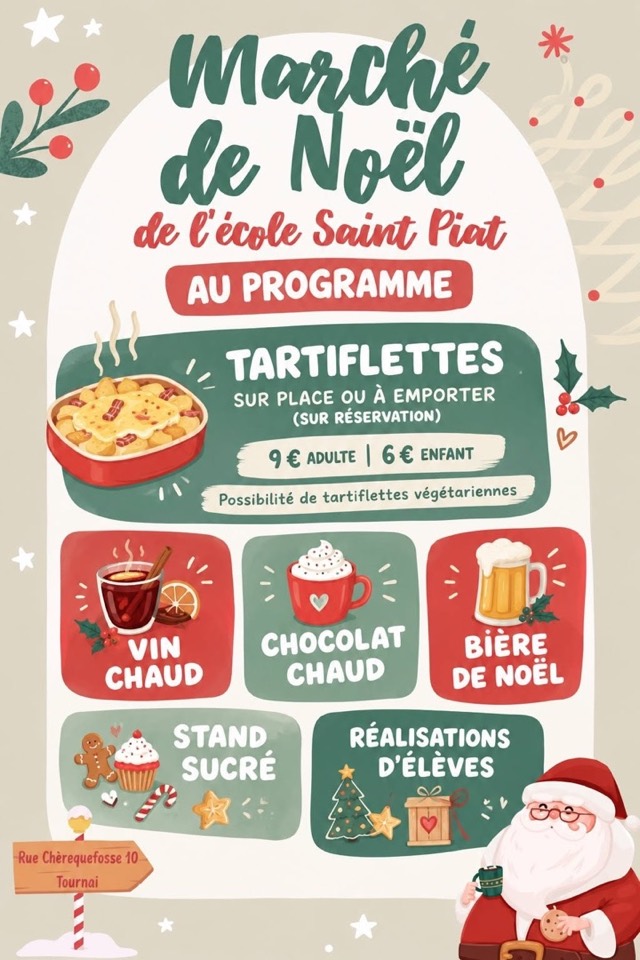 Marché
de Noël
de l'école Saint Piat
AU PROGRAMME
TARTIFLETTES
SUR PLACE OU À EMPORTER
(SUR RÉSERVATION)
9 € ADULTE | 6 € ENFANT
Possibilité de tartiflettes végétariennes
VIN
CHAUD
CHOCOLAT
CHAUD
BIÈRE
DE NOËL
STAND
SUCRÉ
RÉALISATIONS
D'ÉLÈVES
Rue Chèrequefosse 10
Tournai